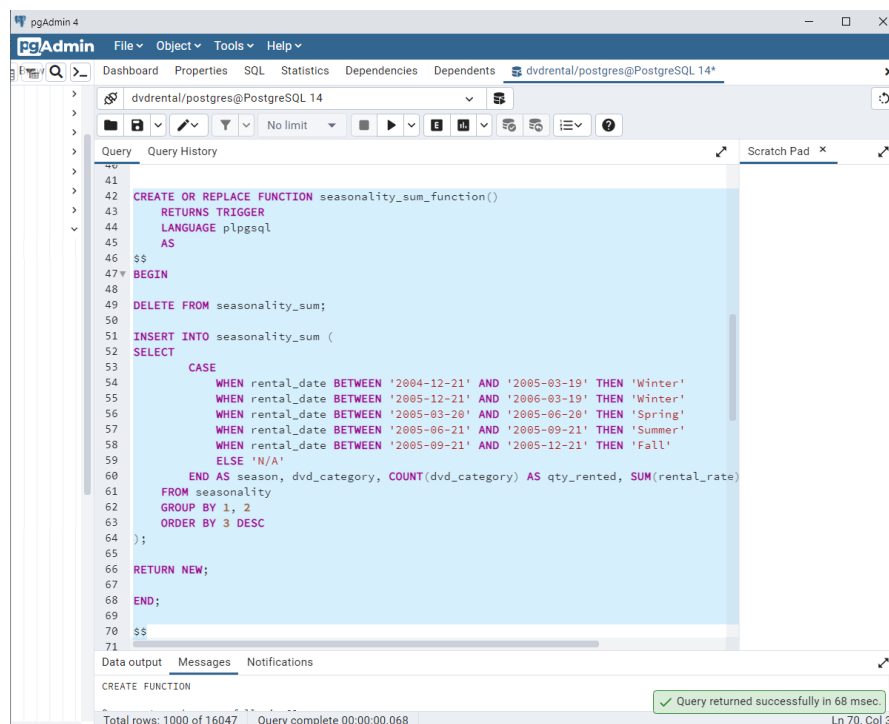 pgAdmin 4
pgAdmin File Object Tools Help
Dashboard Properties SQL Statistics Dependencies Dependents dvdrental/postgres@PostgreSQL 14*
dvdrental/postgres@PostgreSQL 14
No limit
Query Query History
Scratch Pad
40
41
42 CREATE OR REPLACE FUNCTION seasonality_sum_function()
43 RETURNS TRIGGER
44 LANGUAGE plpgsql
45 AS
46 $$
47 BEGIN
48
49 DELETE FROM seasonality_sum;
50
51 INSERT INTO seasonality_sum (
52 SELECT
53 CASE
54 WHEN rental_date BETWEEN '2004-12-21' AND '2005-03-19' THEN 'Winter'
55 WHEN rental_date BETWEEN '2005-12-21' AND '2006-03-19' THEN 'Winter'
56 WHEN rental_date BETWEEN '2005-03-20' AND '2005-06-20' THEN 'Spring'
57 WHEN rental_date BETWEEN '2005-06-21' AND '2005-09-21' THEN 'Summer'
58 WHEN rental_date BETWEEN '2005-09-21' AND '2005-12-21' THEN 'Fall'
59 ELSE 'N/A'
60 END AS season, dvd_category, COUNT(dvd_category) AS qty_rented, SUM(rental_rate)
61 FROM seasonality
62 GROUP BY 1, 2
63 ORDER BY 3 DESC
64 );
65
66 RETURN NEW;
67
68 END;
69
70 $$
71
Data output Messages Notifications
CREATE FUNCTION
Query returned successfully in 68 msec.
Total rows: 1000 of 16047 Query complete 00:00:00.068 Ln 70, Col 3